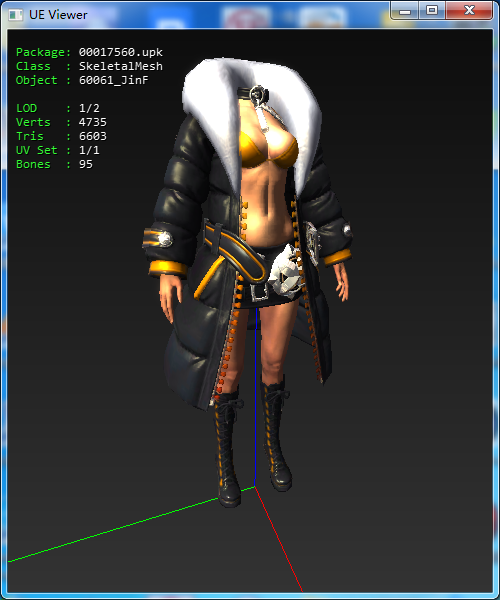 UE Viewer
Package: 00017560.upk
Class : SkeletalMesh
Object : 60061_JinF
LOD : 1/2
Verts : 4735
Tris : 6603
UV Set : 1/1
Bones : 95